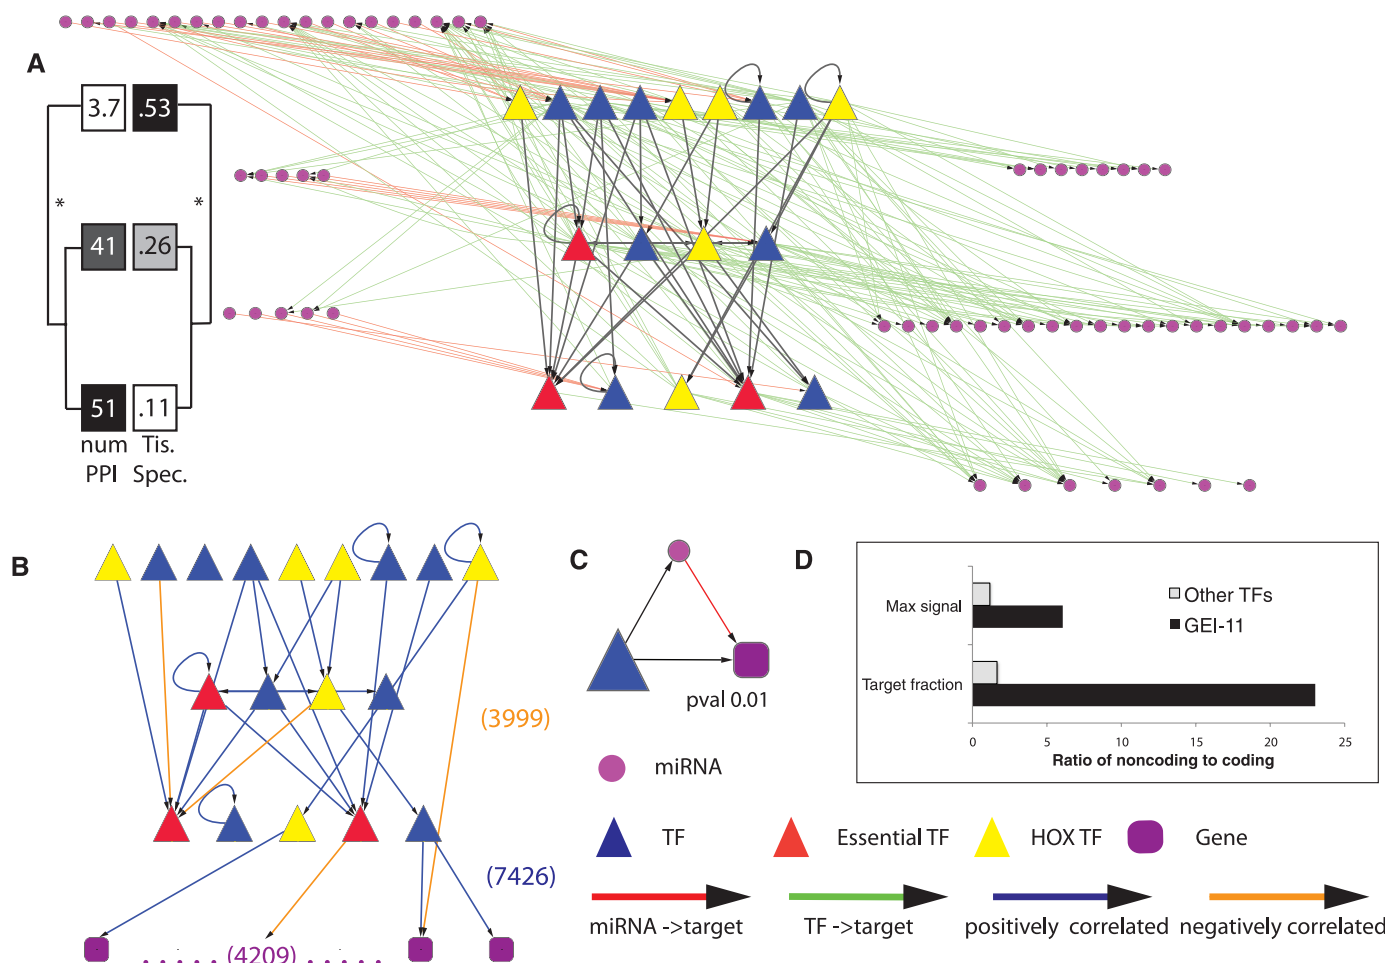 A
3.7 .53
* *
41 .26
51 .11
num Tis.
PPI Spec.
B
(3999)
(7426)
(4209)
C
pval 0.01
miRNA
D
Other TFs
GEI-11
Max signal
Target fraction
0 5 10 15 20 25
Ratio of noncoding to coding
TF Essential TF HOX TF Gene
miRNA ->target TF ->target positively correlated negatively correlated